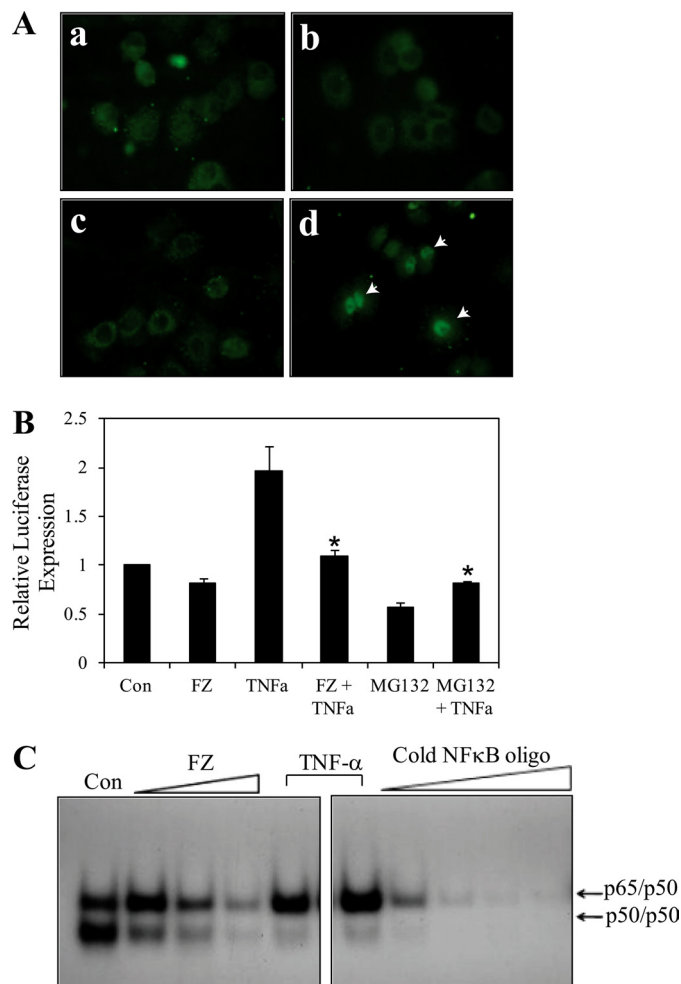 A
a
b
c
d
B
Relative Luciferase
Expression
2.5
2
1.5
1
0.5
0
*
*
Con
FZ
TNFa
FZ +
TNFa
MG132
MG132
+ TNFa
C
Con
FZ
TNF-α
Cold NFκB oligo
p65/p50
p50/p50